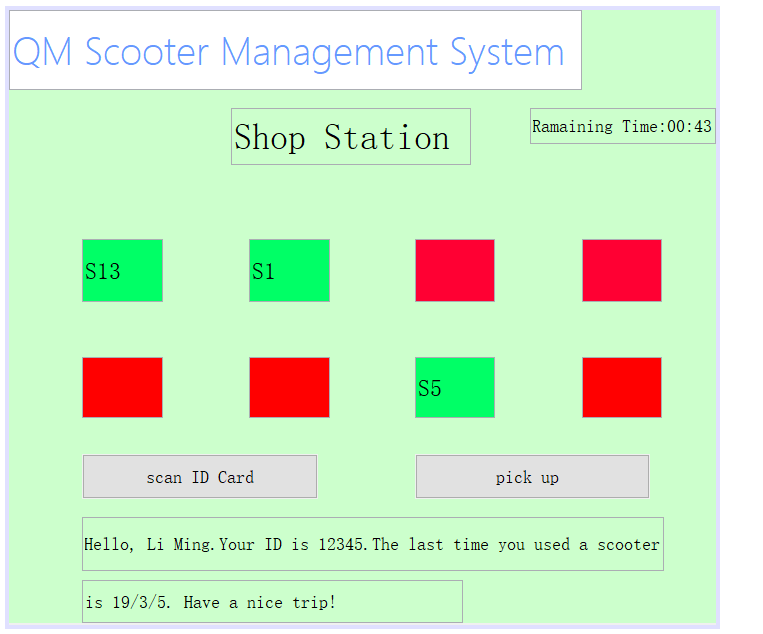 QM Scooter Management System
Shop Station
Ramaining Time:00:43
S13
S1
S5
scan ID Card
pick up
Hello, Li Ming.Your ID is 12345.The last time you used a scooter
is 19/3/5. Have a nice trip!